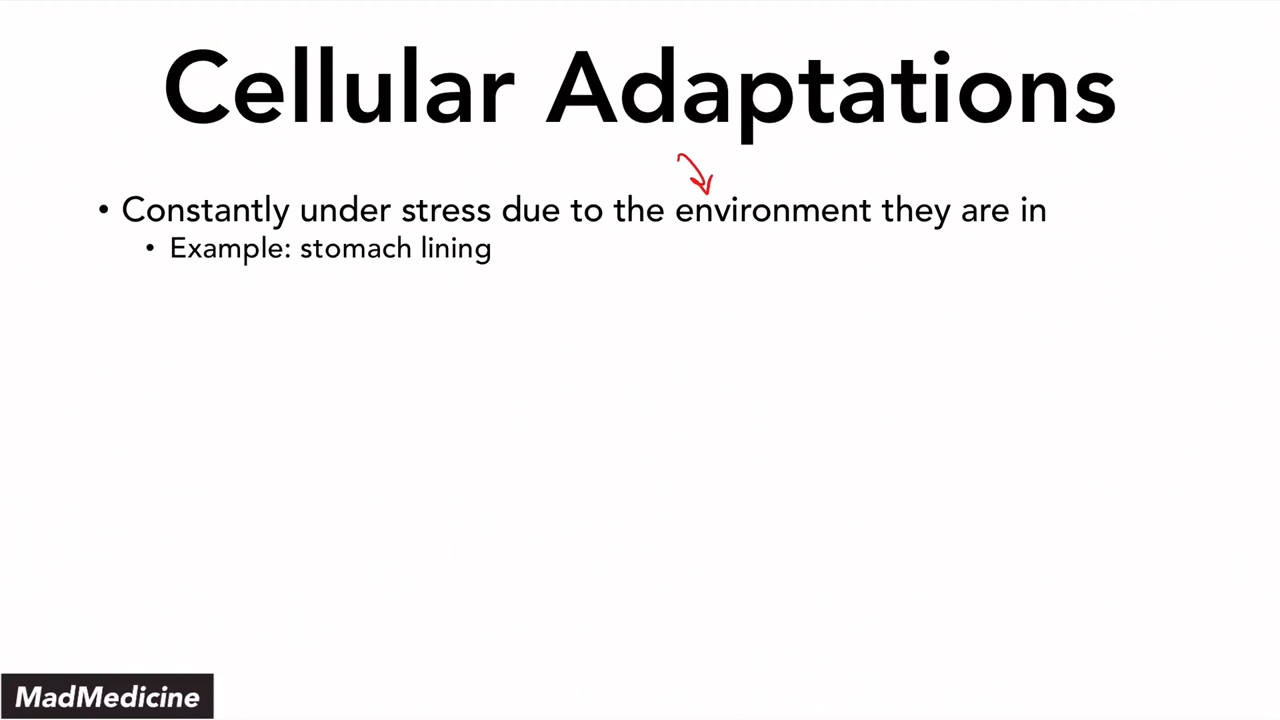 Cellular Adaptations
• Constantly under stress due to the environment they are in
• Example: stomach lining
MadMedicine